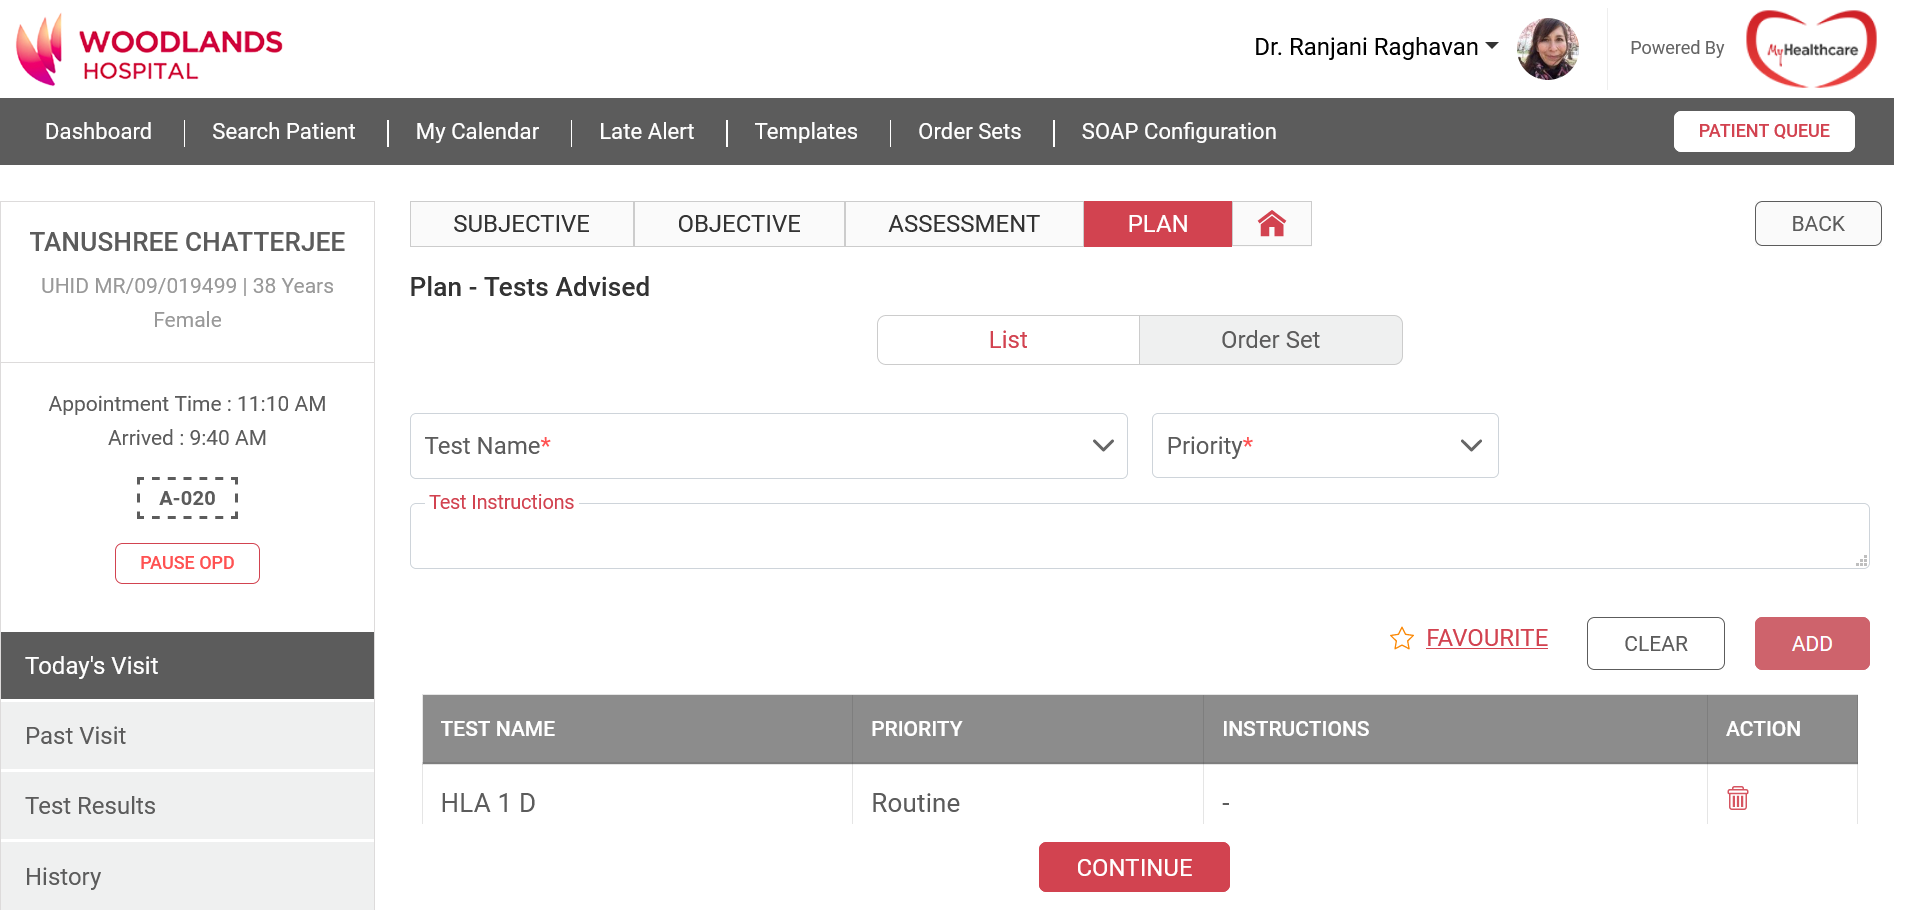 WOODLANDS
HOSPITAL
Dr. Ranjani Raghavan
Powered By
MyHealthcare
Dashboard
Search Patient
My Calendar
Late Alert
Templates
Order Sets
SOAP Configuration
PATIENT QUEUE
TANUSHREE CHATTERJEE
UHID MR/09/019499 | 38 Years
Female
Appointment Time : 11:10 AM
Arrived : 9:40 AM
A-020
PAUSE OPD
Today's Visit
Past Visit
Test Results
History
SUBJECTIVE
OBJECTIVE
ASSESSMENT
PLAN
BACK
Plan - Tests Advised
List
Order Set
Test Name*
Priority*
Test Instructions
FAVOURITE
CLEAR
ADD
TEST NAME
PRIORITY
INSTRUCTIONS
ACTION
HLA 1 D
Routine
-
CONTINUE